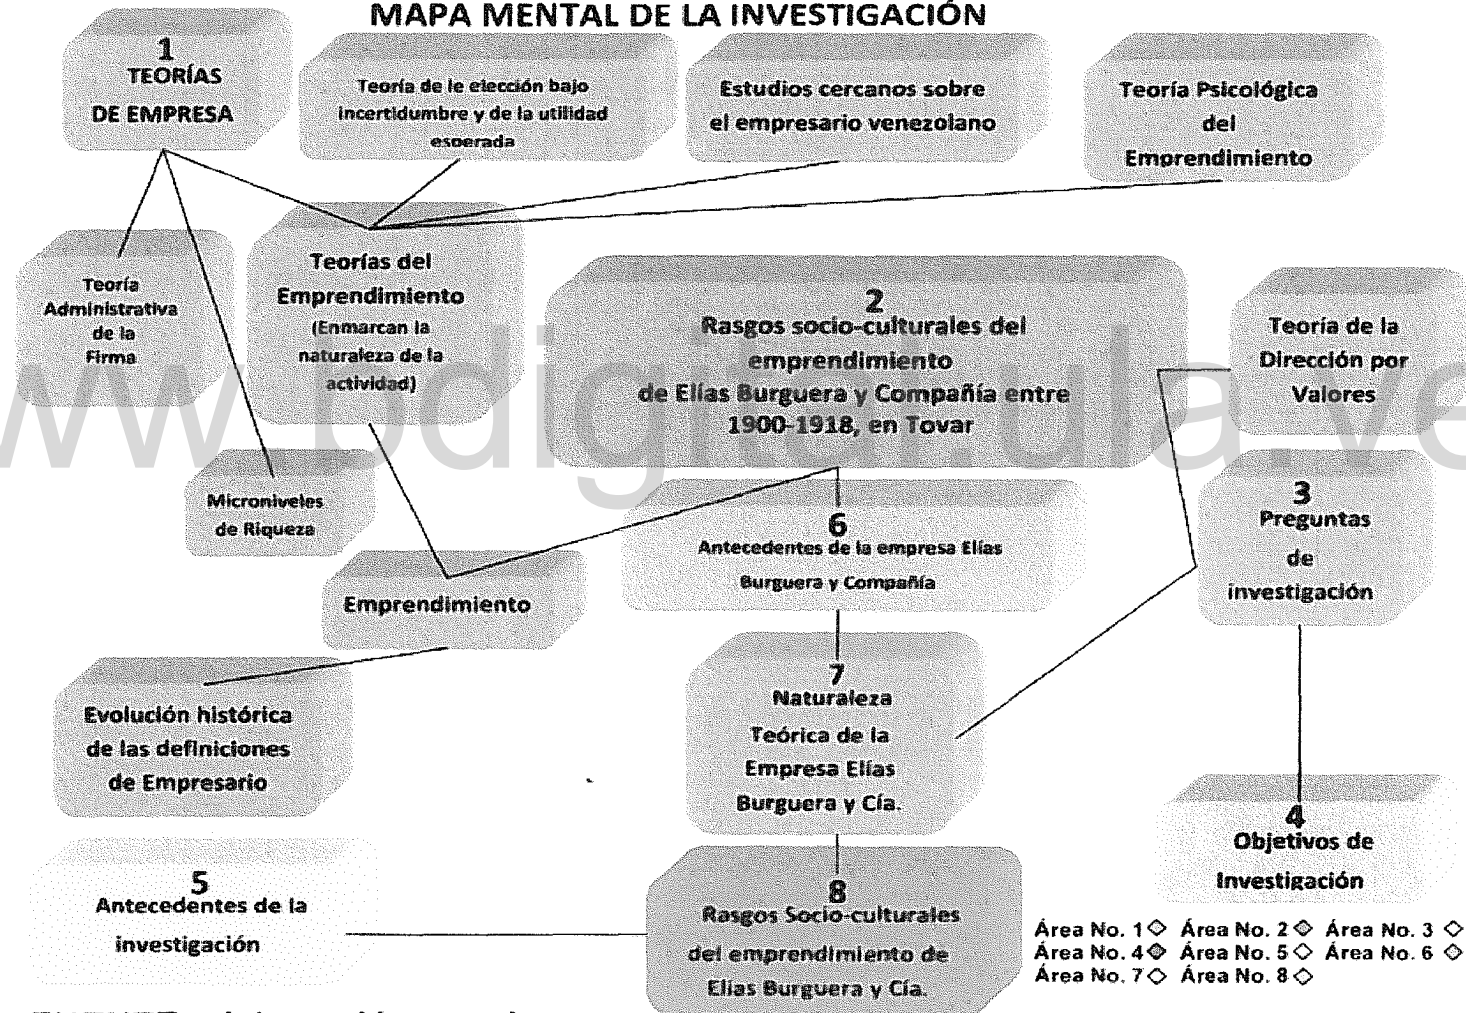 MAPA MENTAL DE LA INVESTIGACIÓN
1
TEORÍAS
DE EMPRESA
Teoría de le elección bajo
incertidumbre y de la utilidad
esperada
Estudios cercanos sobre
el empresario venezolano
Teoría Psicológica
del
Emprendimiento
Teoría
Administrativa
de la
Firma
Teorías del
Emprendimiento
(Enmarcan la
naturaleza de la
actividad)
2
Rasgos socio-culturales del
emprendimiento
de Elías Burguera y Compañía entre
1900-1918, en Tovar
Teoría de la
Dirección por
Valores
www.bdigital.ula.ve
Microniveles
de Riqueza
3
Preguntas
de
investigación
6
Antecedentes de la empresa Elías
Burguera y Compañía
Emprendimiento
7
Naturaleza
Teórica de la
Empresa Elías
Burguera y Cía.
Evolución histórica
de las definiciones
de Empresario
4
Objetivos de
Investigación
5
Antecedentes de la
investigación
8
Rasgos Socio-culturales
del emprendimiento de
Elías Burguera y Cía.
Área No. 1 Área No. 2 Área No. 3
Área No. 4 Área No. 5 Área No. 6
Área No. 7 Área No. 8